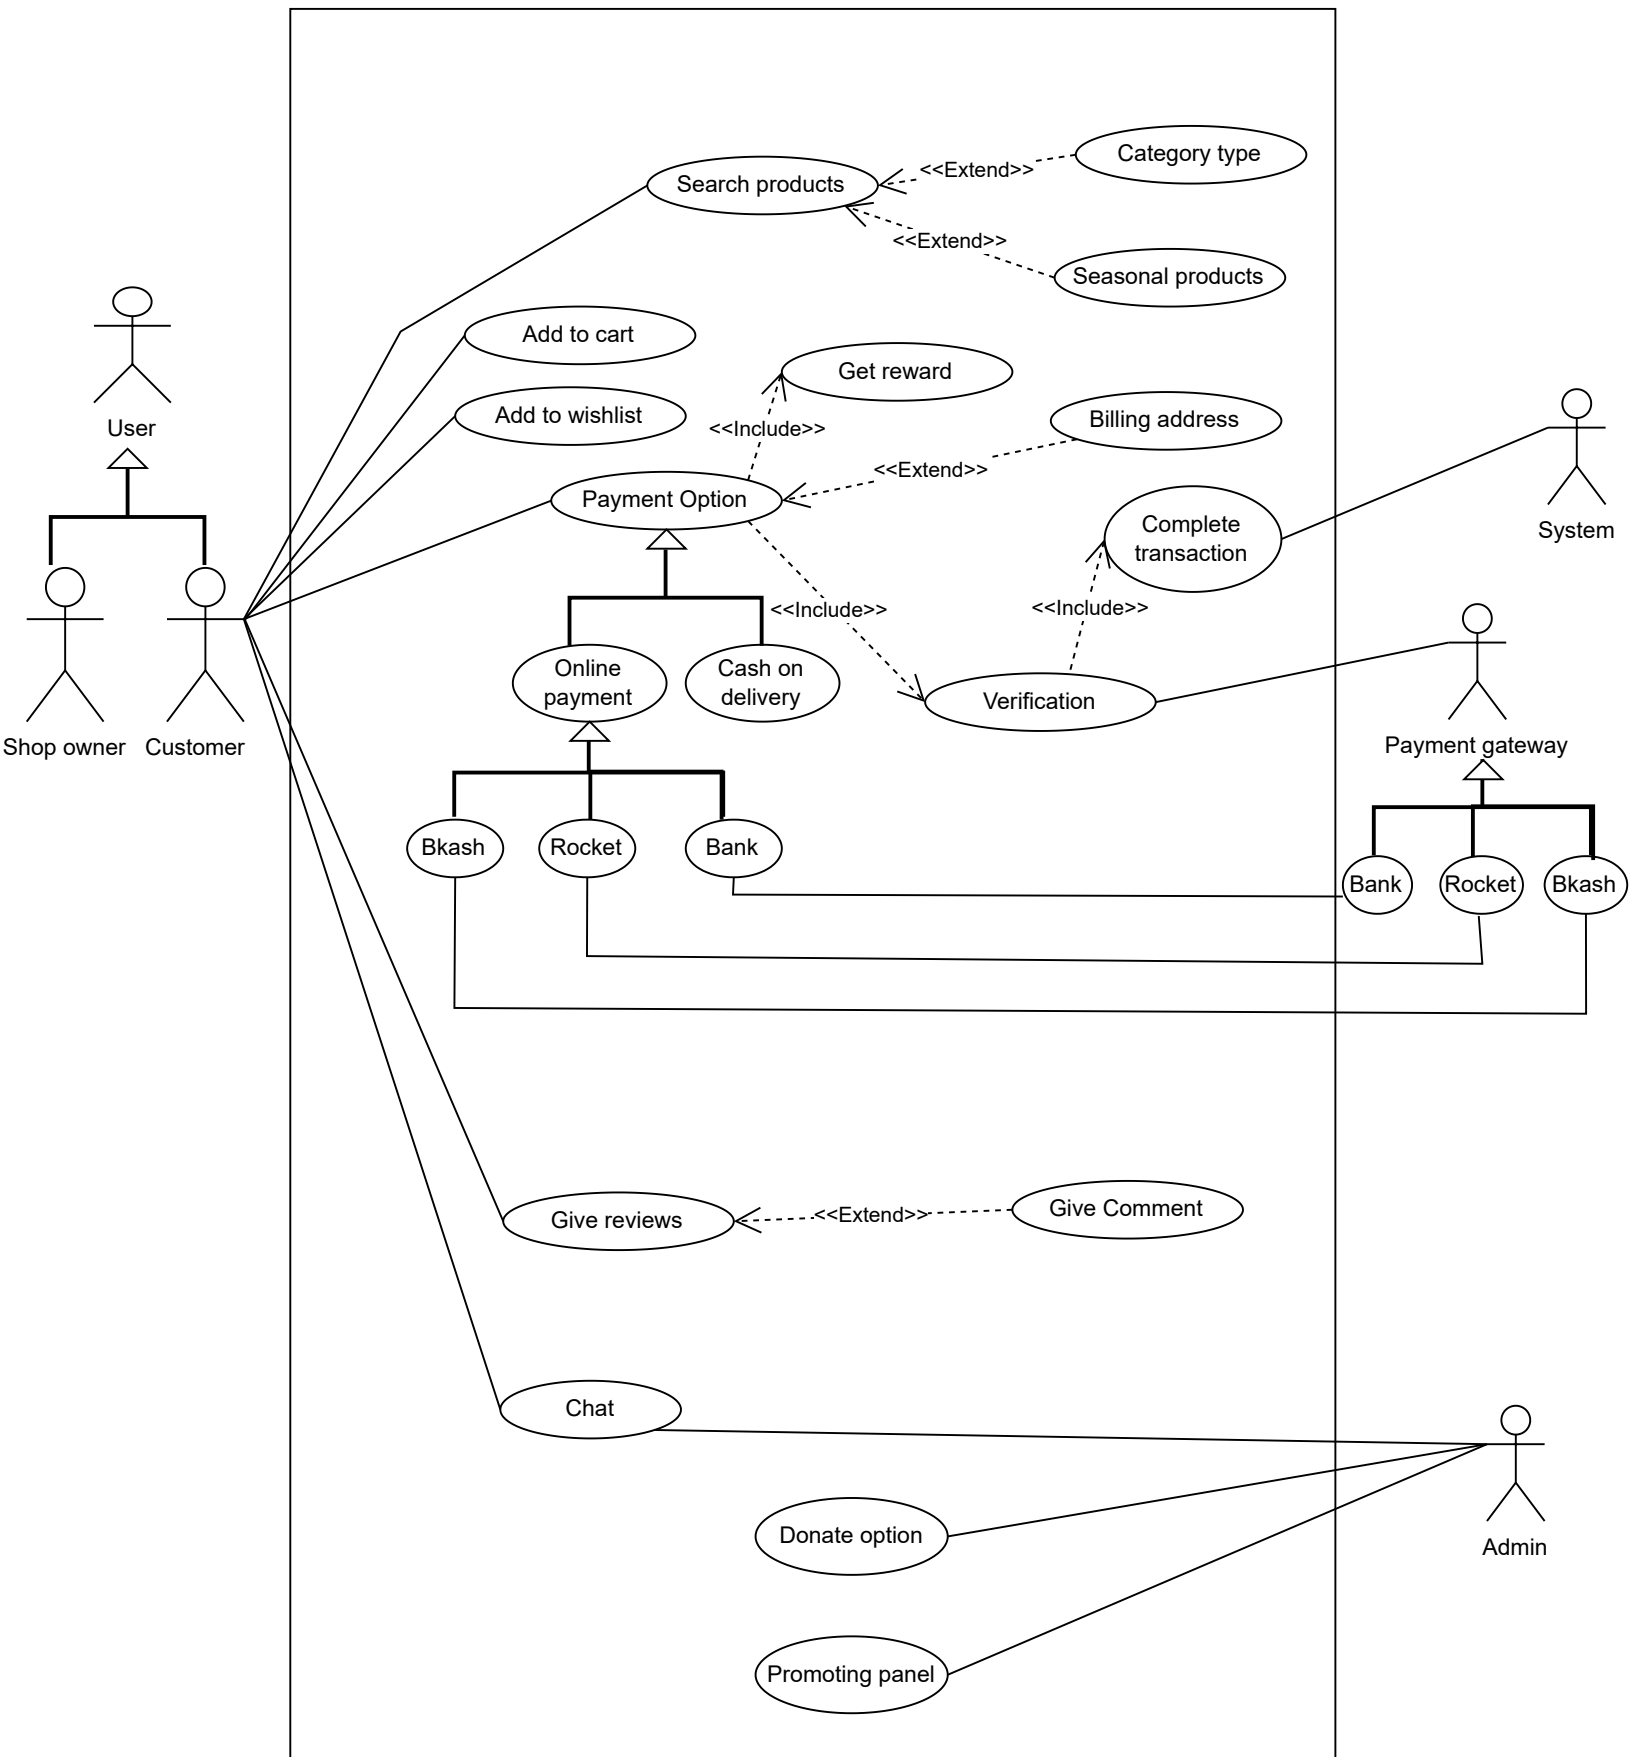 Category type
<<Extend>>
Search products
<<Extend>>
Seasonal products
Add to cart
Get reward
Add to wishlist
Billing address
User
<<Include>>
<<Extend>>
Payment Option
Complete
transaction
System
<<Include>>
<<Include>>
Online
payment
Cash on
delivery
Verification
Shop owner
Customer
Payment gateway
Bkash
Rocket
Bank
Bank
Rocket
Bkash
Give reviews
<<Extend>>
Give Comment
Chat
Donate option
Admin
Promoting panel